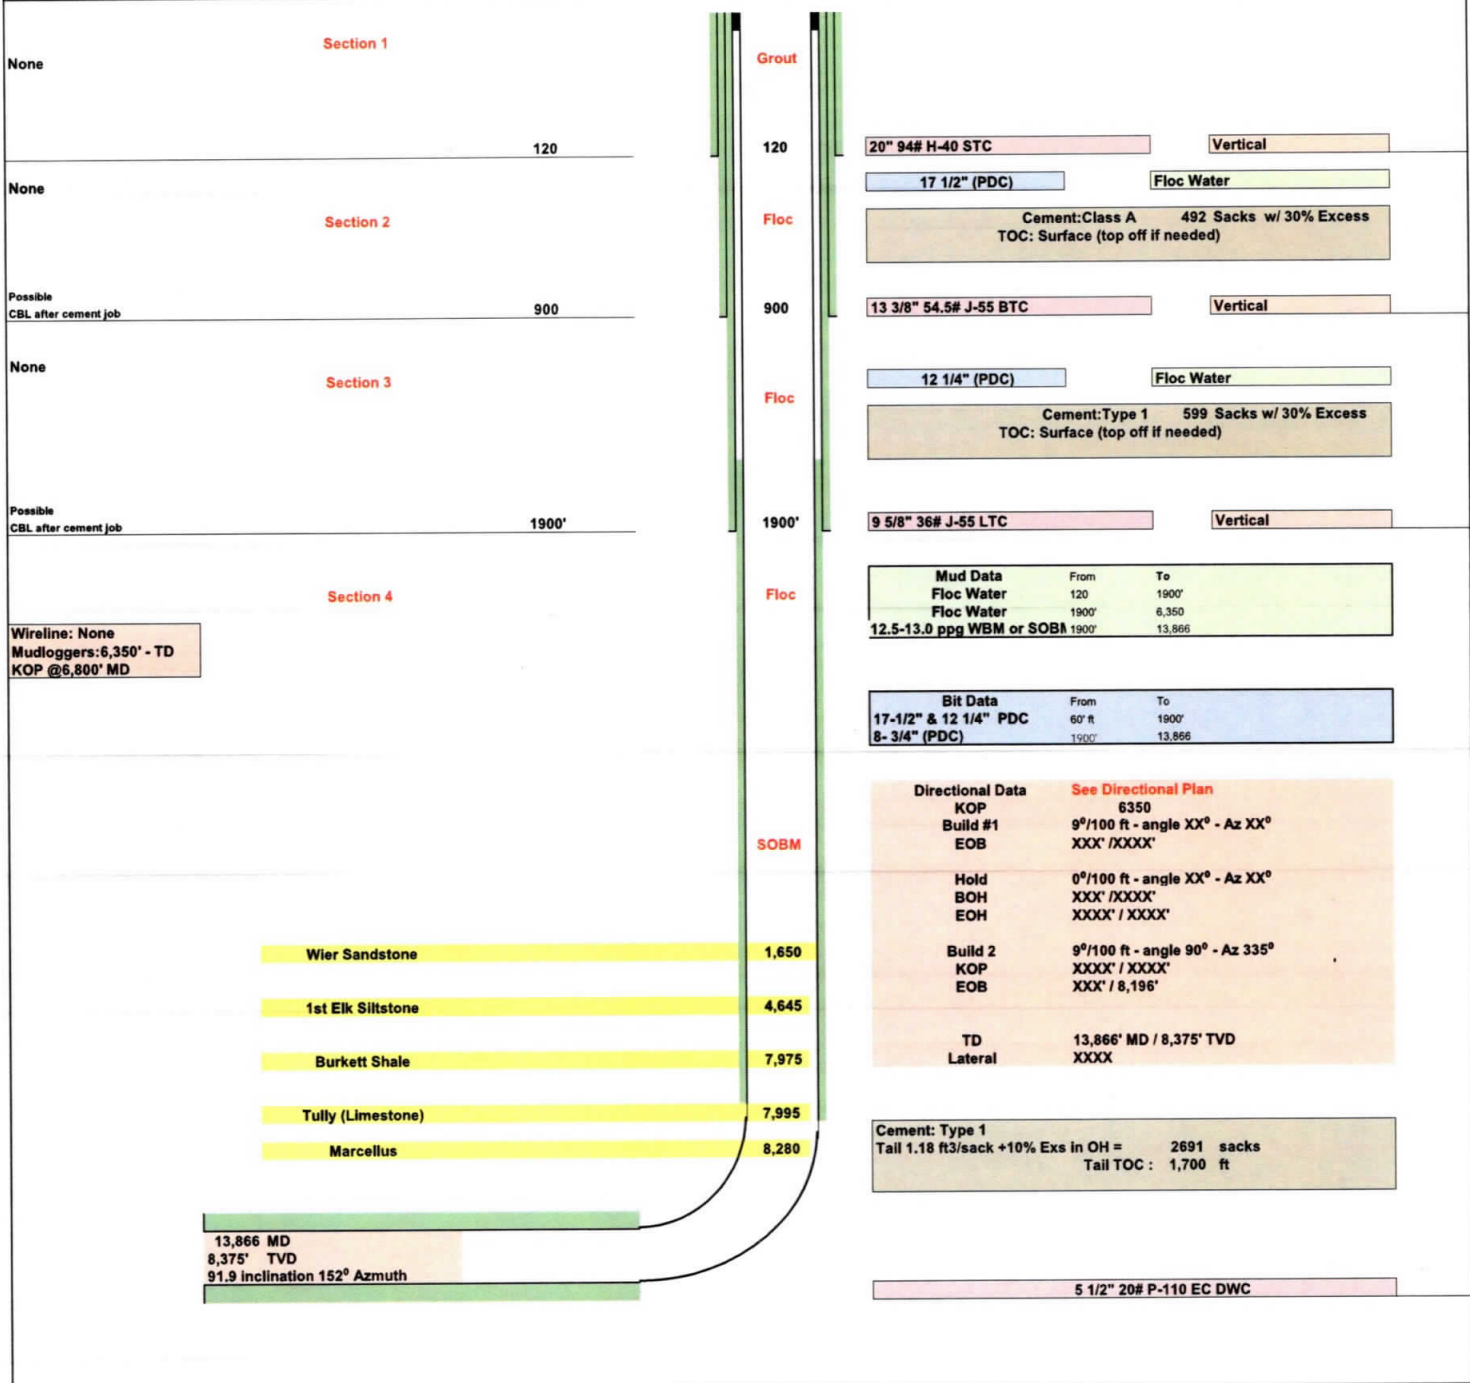 Section 1
None
Grout
120
120
20" 94# H-40 STC
Vertical
None
17 1/2" (PDC)
Floc Water
Section 2
Floc
Cement:Class A 492 Sacks w/ 30% Excess
TOC: Surface (top off if needed)
Possible
CBL after cement job
900
900
13 3/8" 54.5# J-55 BTC
Vertical
None
Section 3
Floc
12 1/4" (PDC)
Floc Water
Cement:Type 1 599 Sacks w/ 30% Excess
TOC: Surface (top off if needed)
Possible
CBL after cement job
1900'
1900'
9 5/8" 36# J-55 LTC
Vertical
Section 4
Floc
Mud Data From To
Floc Water 120 1900'
Floc Water 1900' 6,350
12.5-13.0 ppg WBM or SOBM 1900' 13,866
Wireline: None
Mudloggers:6,350' - TD
KOP @6,800' MD
Bit Data From To
17-1/2" & 12 1/4" PDC 60' ft 1900'
8- 3/4" (PDC) 1900' 13,866
SOBM
Directional Data See Directional Plan
KOP 6350
Build #1 9⁰/100 ft - angle XX⁰ - Az XX⁰
EOB XXX' /XXXX'
Hold 0⁰/100 ft - angle XX⁰ - Az XX⁰
BOH XXX' /XXXX'
EOH XXXX' / XXXX'
Build 2 9⁰/100 ft - angle 90⁰ - Az 335⁰
KOP XXXX' / XXXX'
EOB XXX' / 8,196'
TD 13,866' MD / 8,375' TVD
Lateral XXXX
Wier Sandstone 1,650
1st Elk Siltstone 4,645
Burkett Shale 7,975
Tully (Limestone) 7,995
Marcellus 8,280
Cement: Type 1
Tail 1.18 ft3/sack +10% Exs in OH = 2691 sacks
Tail TOC : 1,700 ft
13,866 MD
8,375' TVD
91.9 inclination 152⁰ Azmuth
5 1/2" 20# P-110 EC DWC